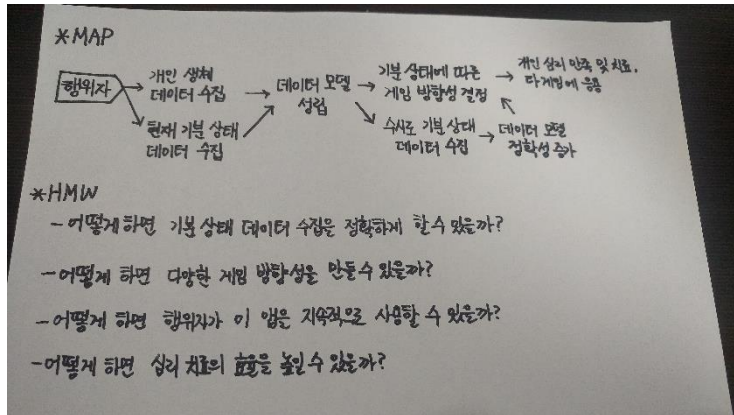 *MAP
행위자
개인 생체
데이터 수집
현재 기분 상태
데이터 수집
데이터 모델
성립
기분 상태에 따른
게임 방향성 결정
수시로 기분 상태
데이터 수집
데이터 모델
정확성 증가
개인 심리 만족 및 치료,
타 게임에 응용
*HMW
-어떻게 하면 기분 상태 데이터 수집을 정확하게 할 수 있을까?
-어떻게 하면 다양한 게임 방향성을 만들 수 있을까?
-어떻게 하면 행위자가 이 앱을 지속적으로 사용할 수 있을까?
-어떻게 하면 심리 치료의 효율을 높일 수 있을까?